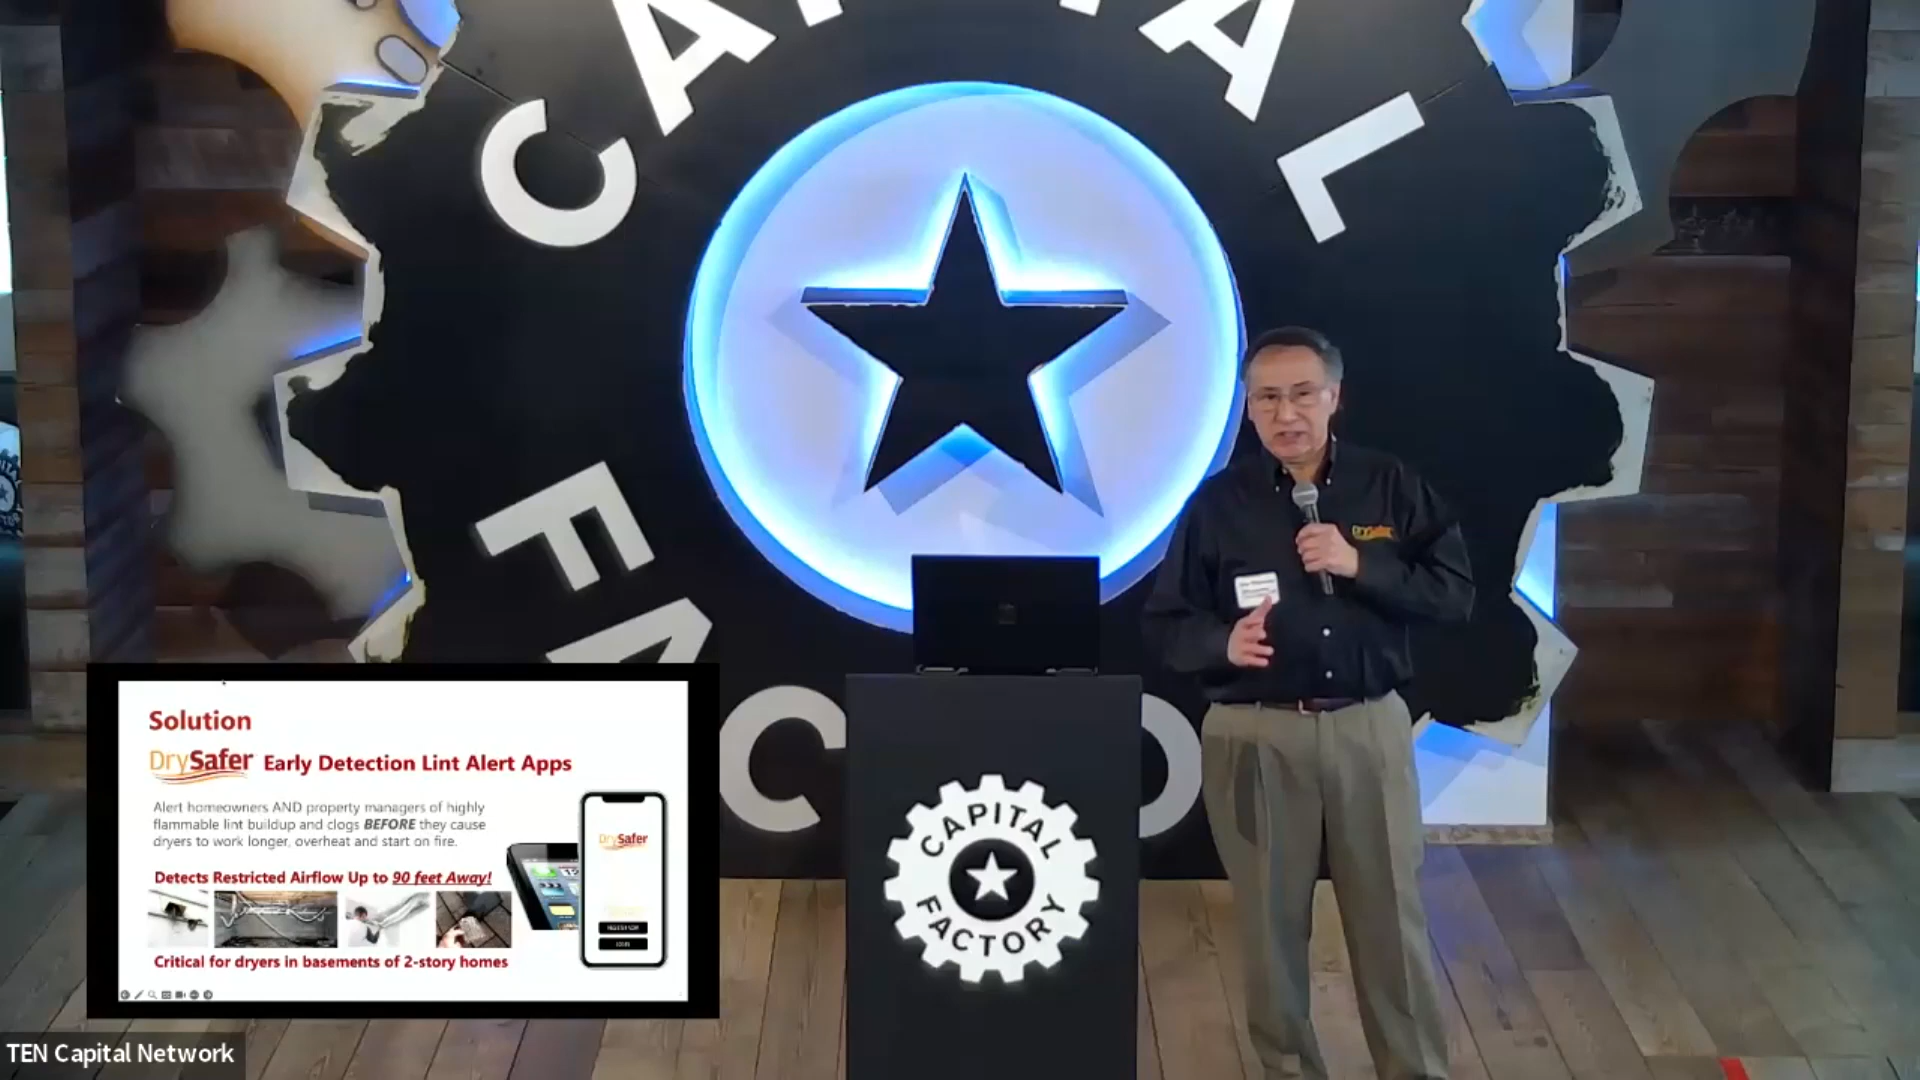 CAPITAL
FAC O
DrySafer
Solution
DrySafer Early Detection Lint Alert Apps
Alert homeowners AND property managers of highly
flammable lint buildup and clogs BEFORE they cause
dryers to work longer, overheat and start on fire.
DrySafer
Detects Restricted Airflow Up to 90 feet Away!
Critical for dryers in basements of 2-story homes
CAPITAL
FACTORY
TEN Capital Network